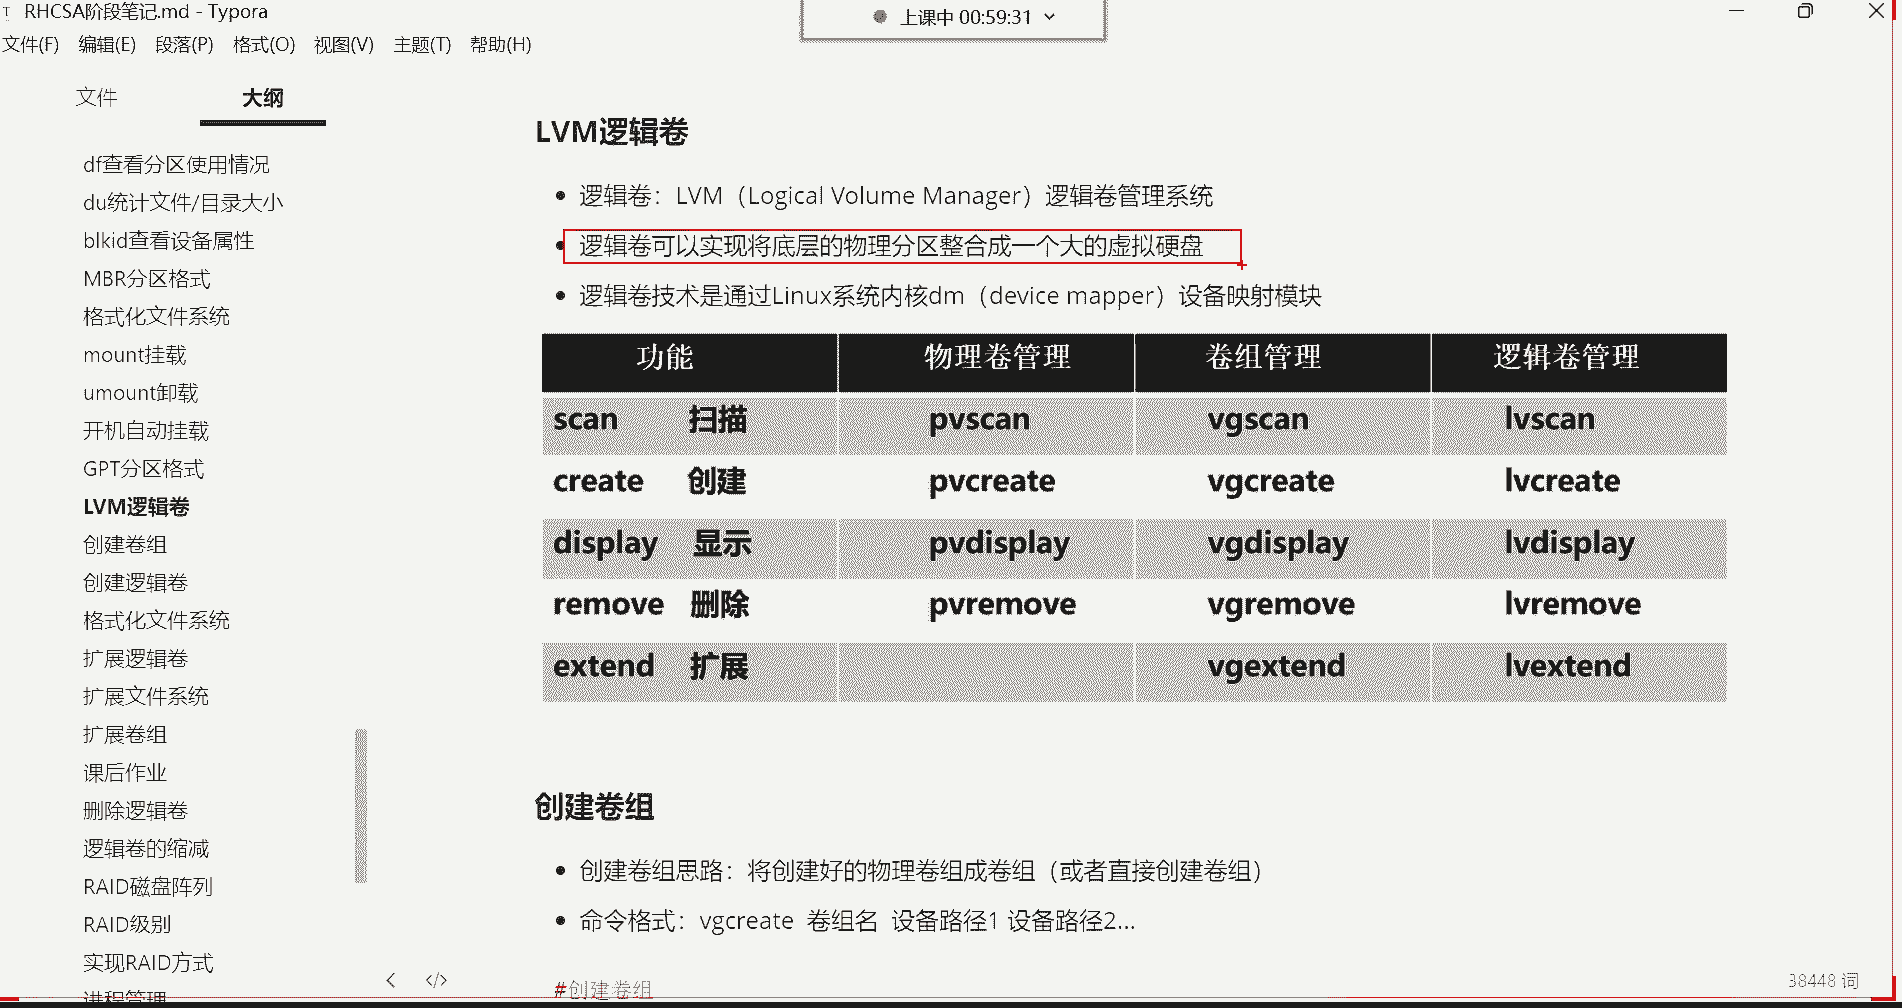 RHCSA阶段笔记.md - Typora
上课中 00:59:31
文件(F) 编辑(E) 段落(P) 格式(O) 视图(V) 主题(T) 帮助(H)
文件 大纲
df查看分区使用情况
du统计文件/目录大小
blkid查看设备属性
MBR分区格式
格式化文件系统
mount挂载
umount卸载
开机自动挂载
GPT分区格式
LVM逻辑卷
创建卷组
创建逻辑卷
格式化文件系统
扩展逻辑卷
扩展文件系统
扩展卷组
课后作业
删除逻辑卷
逻辑卷的缩减
RAID磁盘阵列
RAID级别
实现RAID方式
进程管理
LVM逻辑卷
逻辑卷：LVM（Logical Volume Manager）逻辑卷管理系统
逻辑卷可以实现将底层的物理分区整合成一个大的虚拟硬盘
逻辑卷技术是通过Linux系统内核dm（device mapper）设备映射模块
功能 物理卷管理 卷组管理 逻辑卷管理
scan 扫描 pvscan vgscan lvscan
create 创建 pvcreate vgcreate lvcreate
display 显示 pvdisplay vgdisplay lvdisplay
remove 删除 pvremove vgremove lvremove
extend 扩展 vgextend lvextend
创建卷组
创建卷组思路：将创建好的物理卷组成卷组（或者直接创建卷组）
命令格式：vgcreate 卷组名 设备路径1 设备路径2...
#创建卷组
38448 词